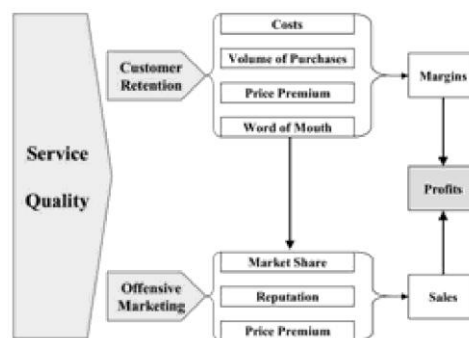 Service
Quality
Customer
Retention
Costs
Volume of Purchases
Price Premium
Word of Mouth
Margins
Profits
Offensive
Marketing
Market Share
Reputation
Price Premium
Sales